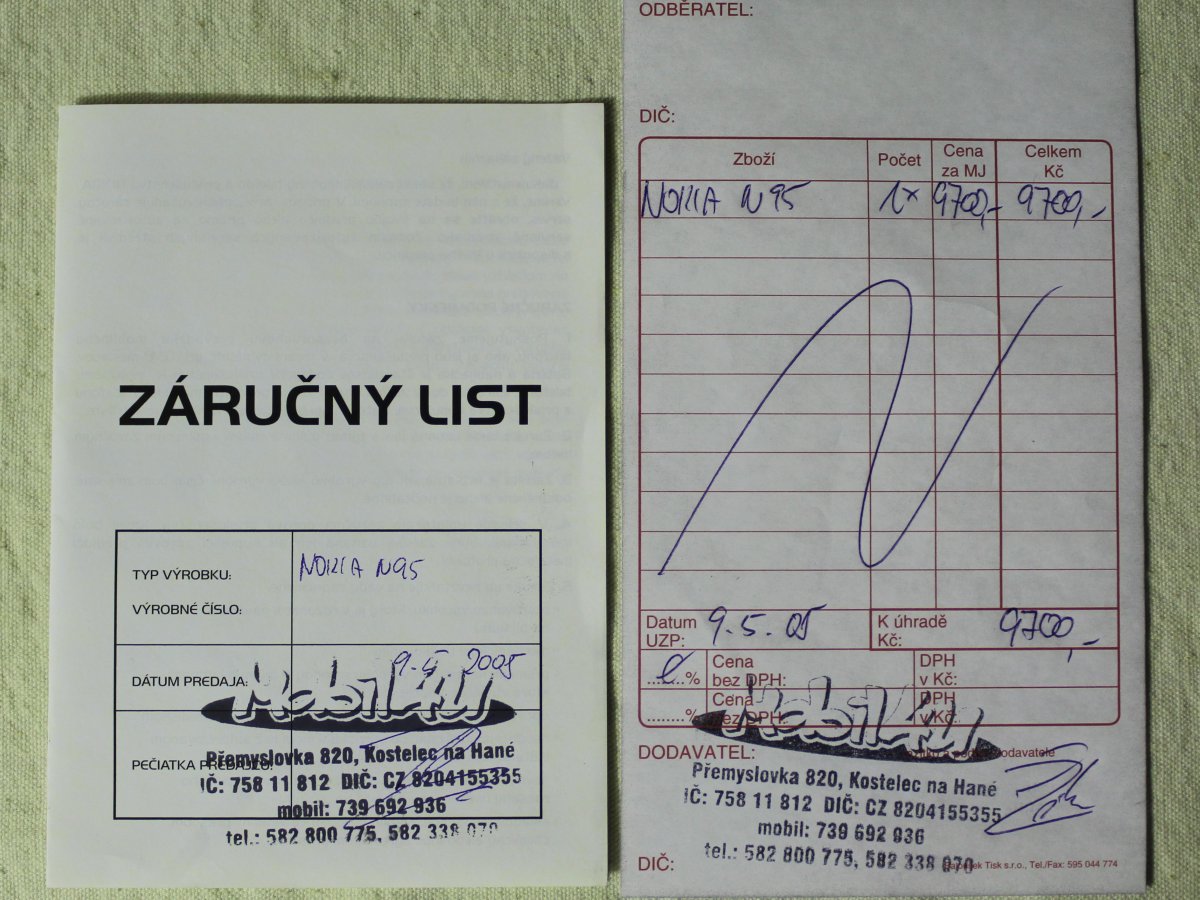 ZÁRUČNÝ LIST
TYP VÝROBKU: NOKIA N95
VÝROBNÉ ČÍSLO:
DÁTUM PREDAJA: 9.5.2005
PEČIATKA PREDAJCU:
Mobil4U
Přemyslovka 820, Kostelec na Hané
IČ: 758 11 812 DIČ: CZ 8204155355
mobil: 739 692 936
tel.: 582 800 775, 582 338 070
ODBĚRATEL:
DIČ:
Zboží Počet Cena za MJ Celkem Kč
NOKIA N95 1x 9700,- 9700,-
Datum UZP: 9.5.05 K úhradě Kč: 9700,-
......% Cena bez DPH: DPH v Kč:
........% Cena bez DPH: DPH v Kč:
Mobil4U
DODAVATEL: dodavatele
Přemyslovka 820, Kostelec na Hané
IČ: 758 11 812 DIČ: CZ 8204155355
mobil: 739 692 936
tel.: 582 800 775, 582 338 070
DIČ: Tisk s.r.o., Tel./Fax: 595 044 774